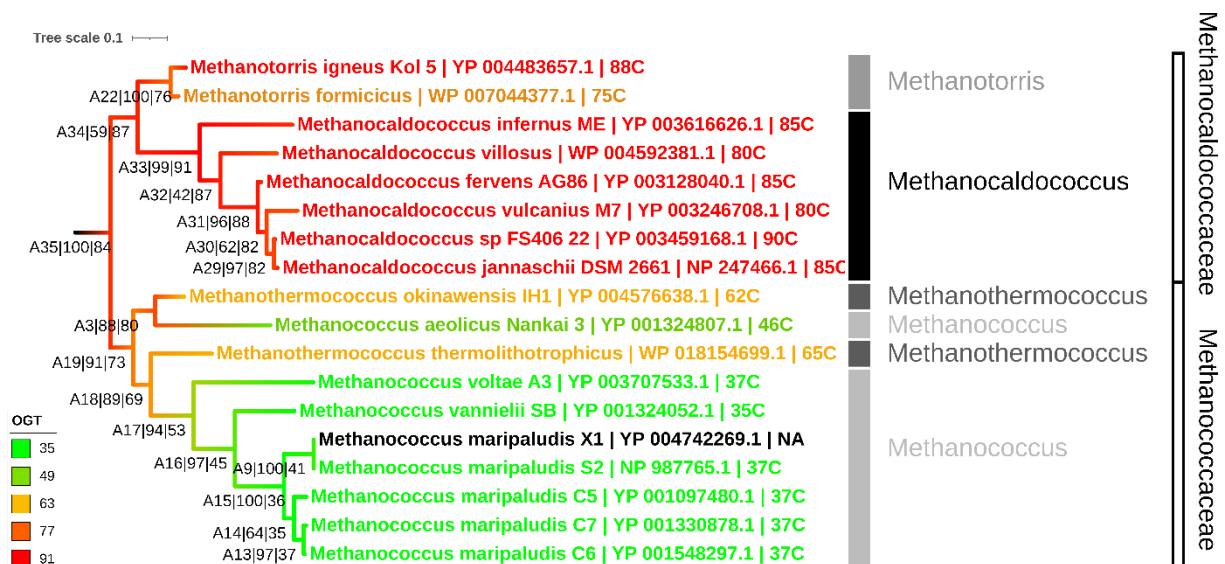 Tree scale 0.1
Methanotorris igneus Kol 5 | YP 004483657.1 | 88C
A22|100|76
Methanotorris formicicus | WP 007044377.1 | 75C
Methanotorris
A34|59|87
Methanocaldococcus infernus ME | YP 003616626.1 | 85C
A33|99|91
Methanocaldococcus villosus | WP 004592381.1 | 80C
A32|42|87
Methanocaldococcus fervens AG86 | YP 003128040.1 | 85C
Methanocaldococcus
A31|96|88
Methanocaldococcus vulcanius M7 | YP 003246708.1 | 80C
A35|100|84
A30|62|82
Methanocaldococcus sp FS406 22 | YP 003459168.1 | 90C
A29|97|82
Methanocaldococcus jannaschii DSM 2661 | NP 247466.1 | 85C
Methanocaldococcaceae
Methanothermococcus okinawensis IH1 | YP 004576638.1 | 62C
Methanothermococcus
A3|88|80
Methanococcus aeolicus Nankai 3 | YP 001324807.1 | 46C
Methanococcus
A19|91|73
Methanothermococcus thermolithotrophicus | WP 018154699.1 | 65C
Methanothermococcus
A18|89|69
Methanococcus voltae A3 | YP 003707533.1 | 37C
A17|94|53
Methanococcus vannielii SB | YP 001324052.1 | 35C
A16|97|45
Methanococcus maripaludis X1 | YP 004742269.1 | NA
A9|100|41
Methanococcus maripaludis S2 | NP 987765.1 | 37C
Methanococcus
A15|100|36
Methanococcus maripaludis C5 | YP 001097480.1 | 37C
A14|64|35
Methanococcus maripaludis C7 | YP 001330878.1 | 37C
A13|97|37
Methanococcus maripaludis C6 | YP 001548297.1 | 37C
Methanococcaceae
OGT
35
49
63
77
91